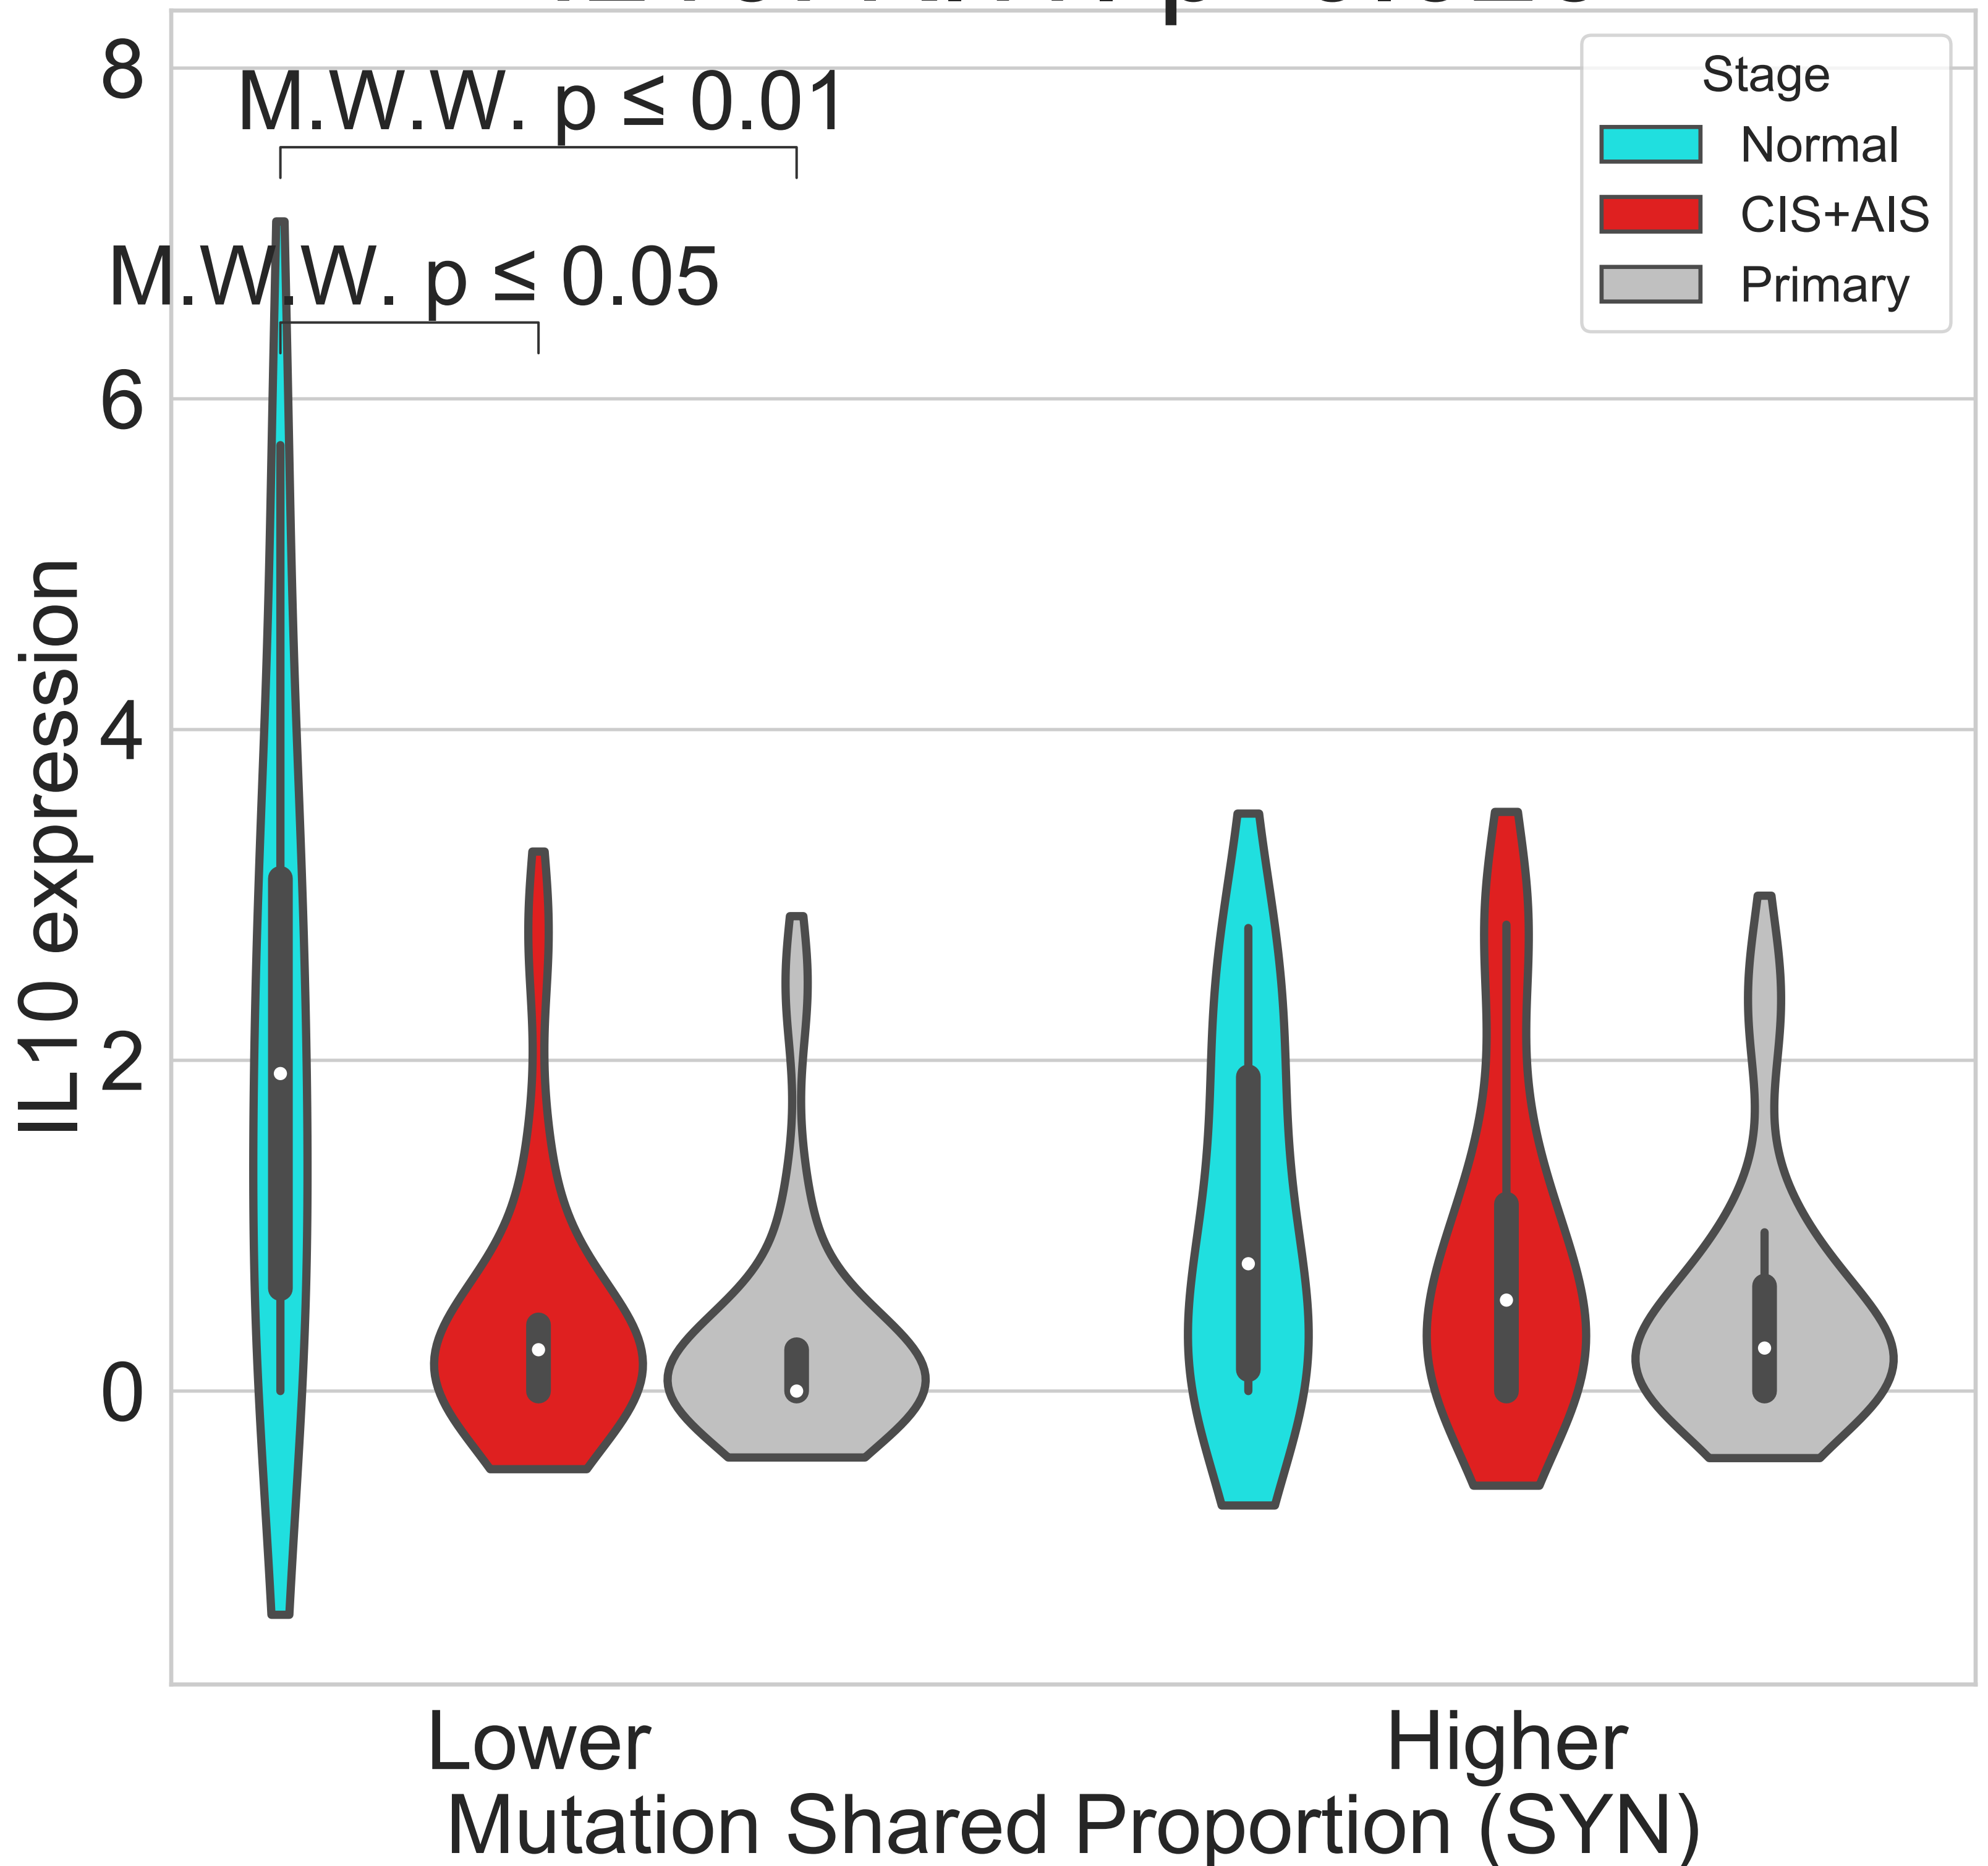 8
M.W.W. p ≤ 0.01
Stage
Normal
CIS+AIS
Primary
M.W.W. p ≤ 0.05
6
4
2
0
IL10 expression
Lower
Higher
Mutation Shared Proportion (SYN)